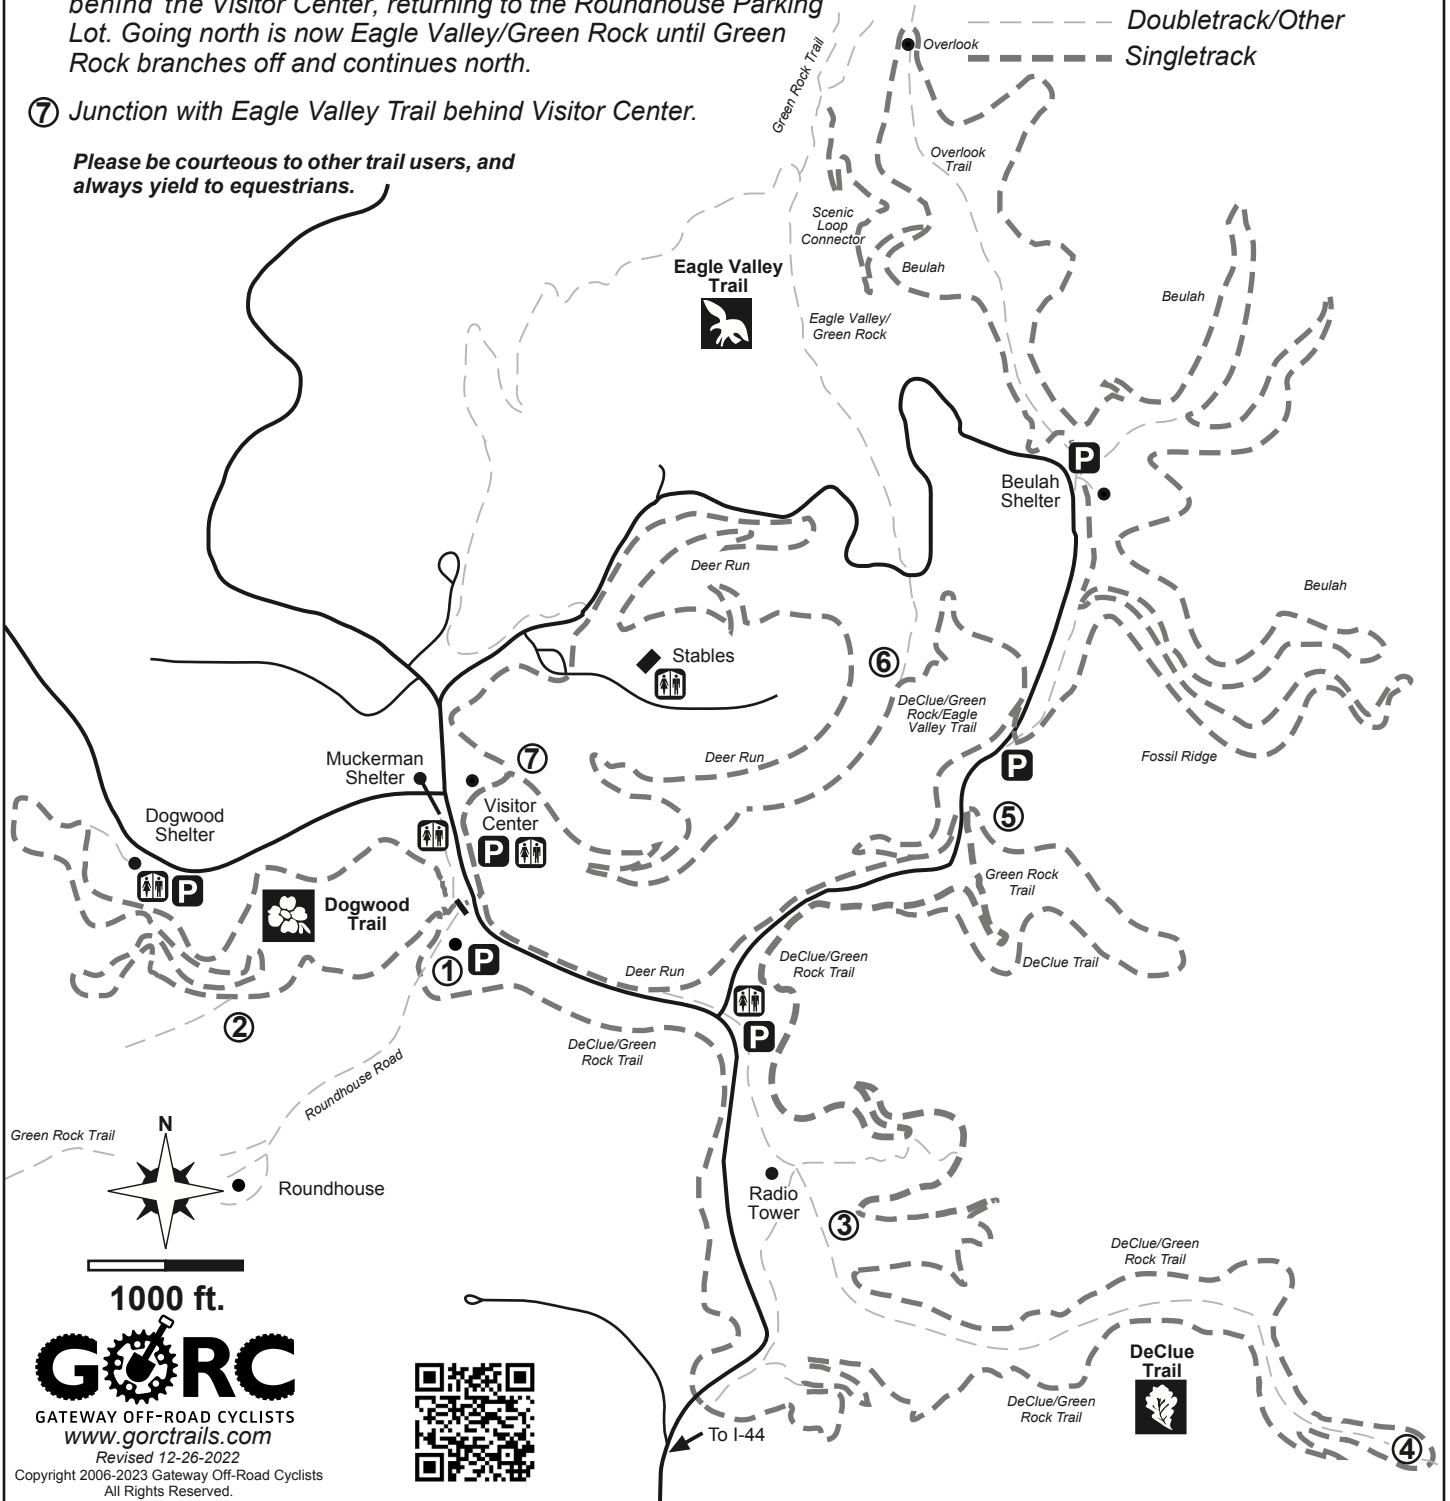 behind the Visitor Center, returning to the Roundhouse Parking
Lot. Going north is now Eagle Valley/Green Rock until Green
Rock branches off and continues north.
7 Junction with Eagle Valley Trail behind Visitor Center.
Please be courteous to other trail users, and
always yield to equestrians.
Doubletrack/Other
Singletrack
Overlook
Green Rock Trail
Overlook
Trail
Scenic
Loop
Connector
Beulah
Eagle Valley
Trail
Eagle Valley/
Green Rock
Beulah
P
Beulah
Shelter
Deer Run
Beulah
Stables
6
DeClue/Green
Rock/Eagle
Valley Trail
Deer Run
Fossil Ridge
P
Muckerman
Shelter
7
Visitor
Center
P
5
Dogwood
Shelter
P
Green Rock
Trail
Dogwood
Trail
1
P
Deer Run
DeClue/Green
Rock Trail
DeClue Trail
2
P
DeClue/Green
Rock Trail
Roundhouse Road
Green Rock Trail
N
Roundhouse
Radio
Tower
3
DeClue/Green
Rock Trail
1000 ft.
DeClue
Trail
DeClue/Green
Rock Trail
4
To I-44
GORC
GATEWAY OFF-ROAD CYCLISTS
www.gorctrails.com
Revised 12-26-2022
Copyright 2006-2023 Gateway Off-Road Cyclists
All Rights Reserved.